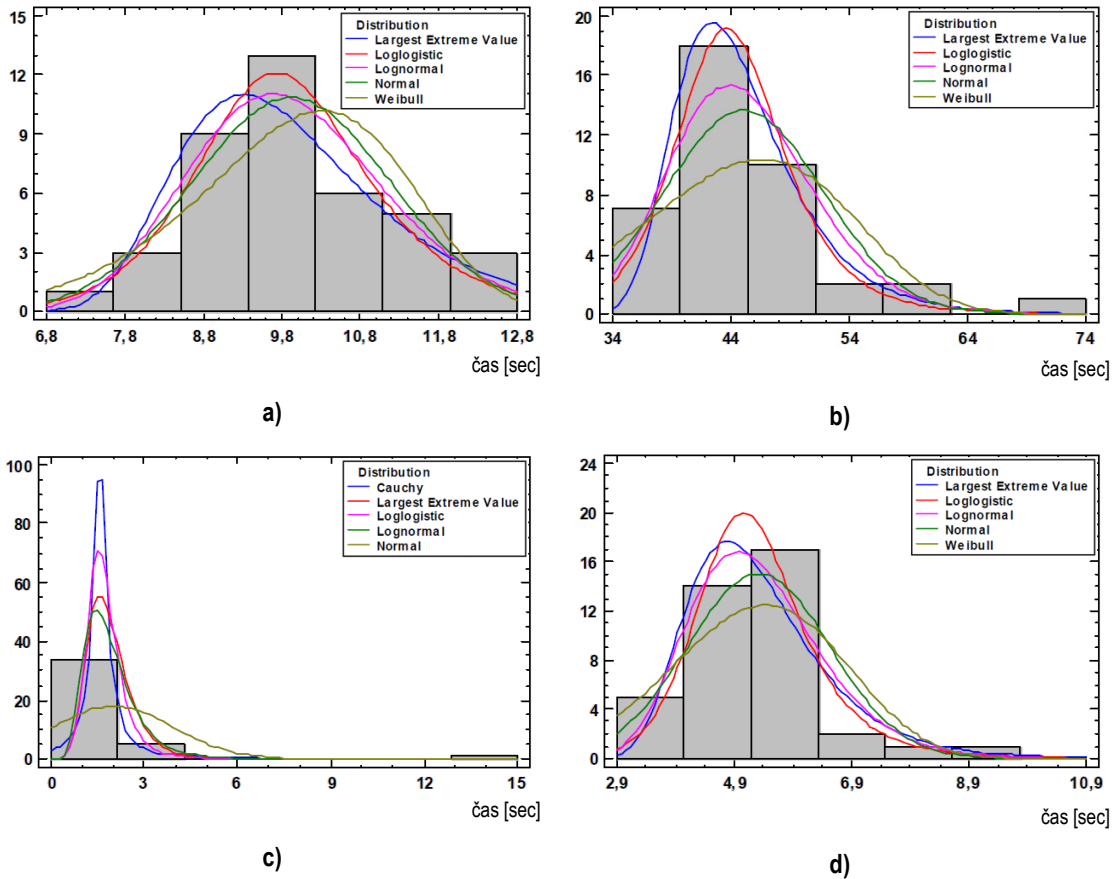 15
12
9
6
3
0
Distribution
Largest Extreme Value
Loglogistic
Lognormal
Normal
Weibull
6,8 7,8 8,8 9,8 10,8 11,8 12,8
čas [sec]
a)
20
16
12
8
4
0
Distribution
Largest Extreme Value
Loglogistic
Lognormal
Normal
Weibull
34 44 54 64 74
čas [sec]
b)
100
80
60
40
20
0
Distribution
Cauchy
Largest Extreme Value
Loglogistic
Lognormal
Normal
0 3 6 9 12 15
čas [sec]
c)
24
20
16
12
8
4
0
Distribution
Largest Extreme Value
Loglogistic
Lognormal
Normal
Weibull
2,9 4,9 6,9 8,9 10,9
čas [sec]
d)